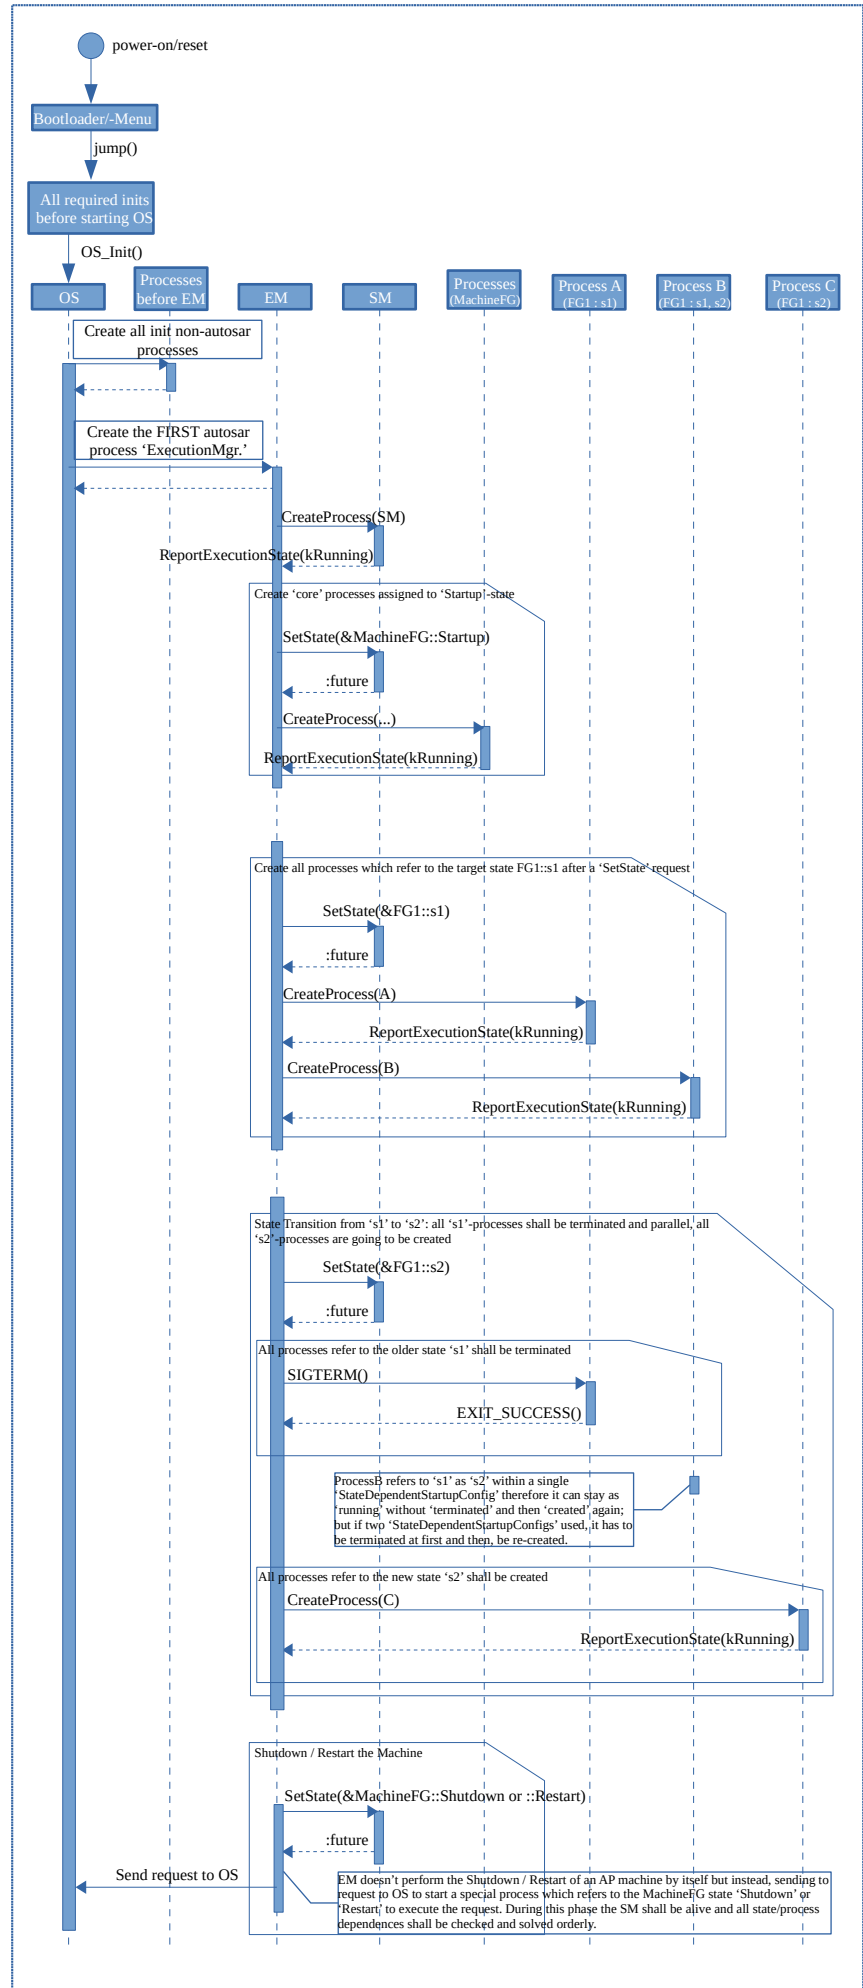 power-on/reset
Bootloader/-Menu
jump()
All required inits
before starting OS
OS_Init()
OS
Processes
before EM
EM
SM
Processes
(MachineFG)
Process A
(FG1 : s1)
Process B
(FG1 : s1, s2)
Process C
(FG1 : s2)
Create all init non-autosar
processes
Create the FIRST autosar
process ‘ExecutionMgr.’
CreateProcess(SM)
ReportExecutionState(kRunning)
Create ‘core’ processes assigned to ‘Startup’-state
SetState(&MachineFG::Startup)
:future
CreateProcess(...)
ReportExecutionState(kRunning)
Create all processes which refer to the target state FG1::s1 after a ‘SetState’ request
SetState(&FG1::s1)
:future
CreateProcess(A)
ReportExecutionState(kRunning)
CreateProcess(B)
ReportExecutionState(kRunning)
State Transition from ‘s1’ to ‘s2’: all ‘s1’-processes shall be terminated and parallel, all
‘s2’-processes are going to be created
SetState(&FG1::s2)
:future
All processes refer to the older state ‘s1’ shall be terminated
SIGTERM()
EXIT_SUCCESS()
ProcessB refers to ‘s1’ as ‘s2’ within a single
‘StateDependentStartupConfig’ therefore it can stay as
‘running’ without ‘terminated’ and then ‘created’ again;
but if two ‘StateDependentStartupConfigs’ used, it has to
be terminated at first and then, be re-created.
All processes refer to the new state ‘s2’ shall be created
CreateProcess(C)
ReportExecutionState(kRunning)
Shutdown / Restart the Machine
SetState(&MachineFG::Shutdown or ::Restart)
:future
Send request to OS
EM doesn’t perform the Shutdown / Restart of an AP machine by itself but instead, sending to
request to OS to start a special process which refers to the MachineFG state ‘Shutdown’ or
‘Restart’ to execute the request. During this phase the SM shall be alive and all state/process
dependences shall be checked and solved orderly.